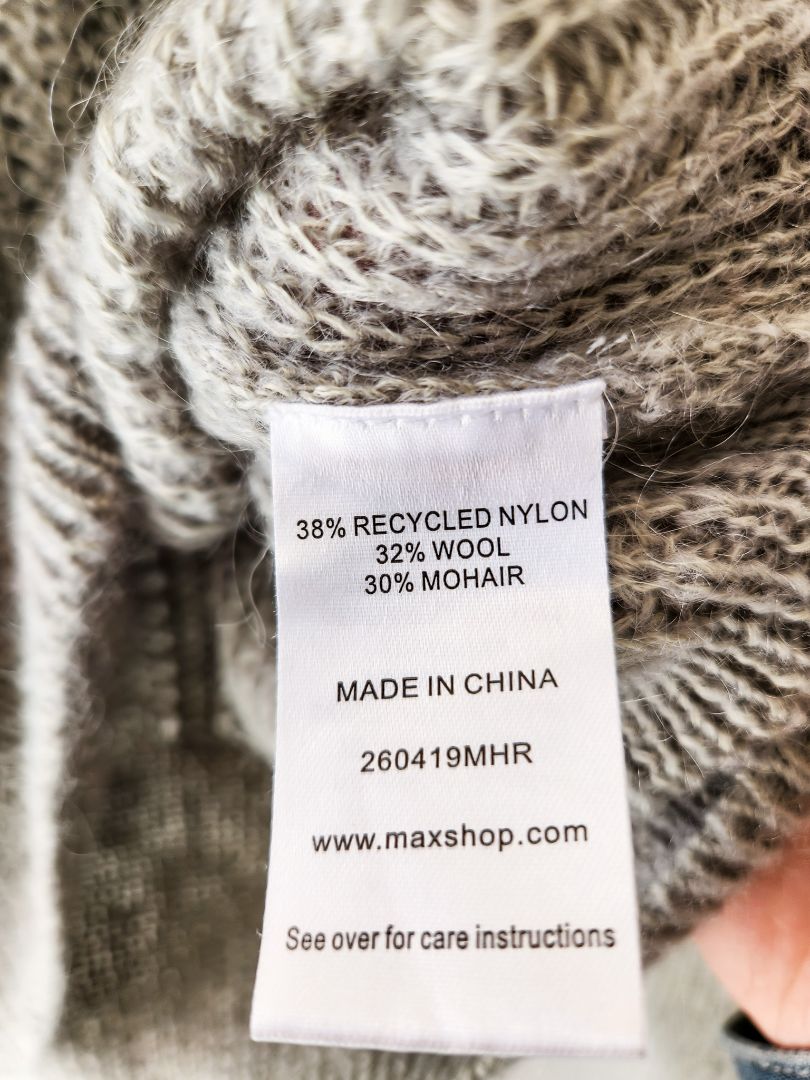 38% RECYCLED NYLON
32% WOOL
30% MOHAIR
MADE IN CHINA
260419MHR
www.maxshop.com
See over for care instructions